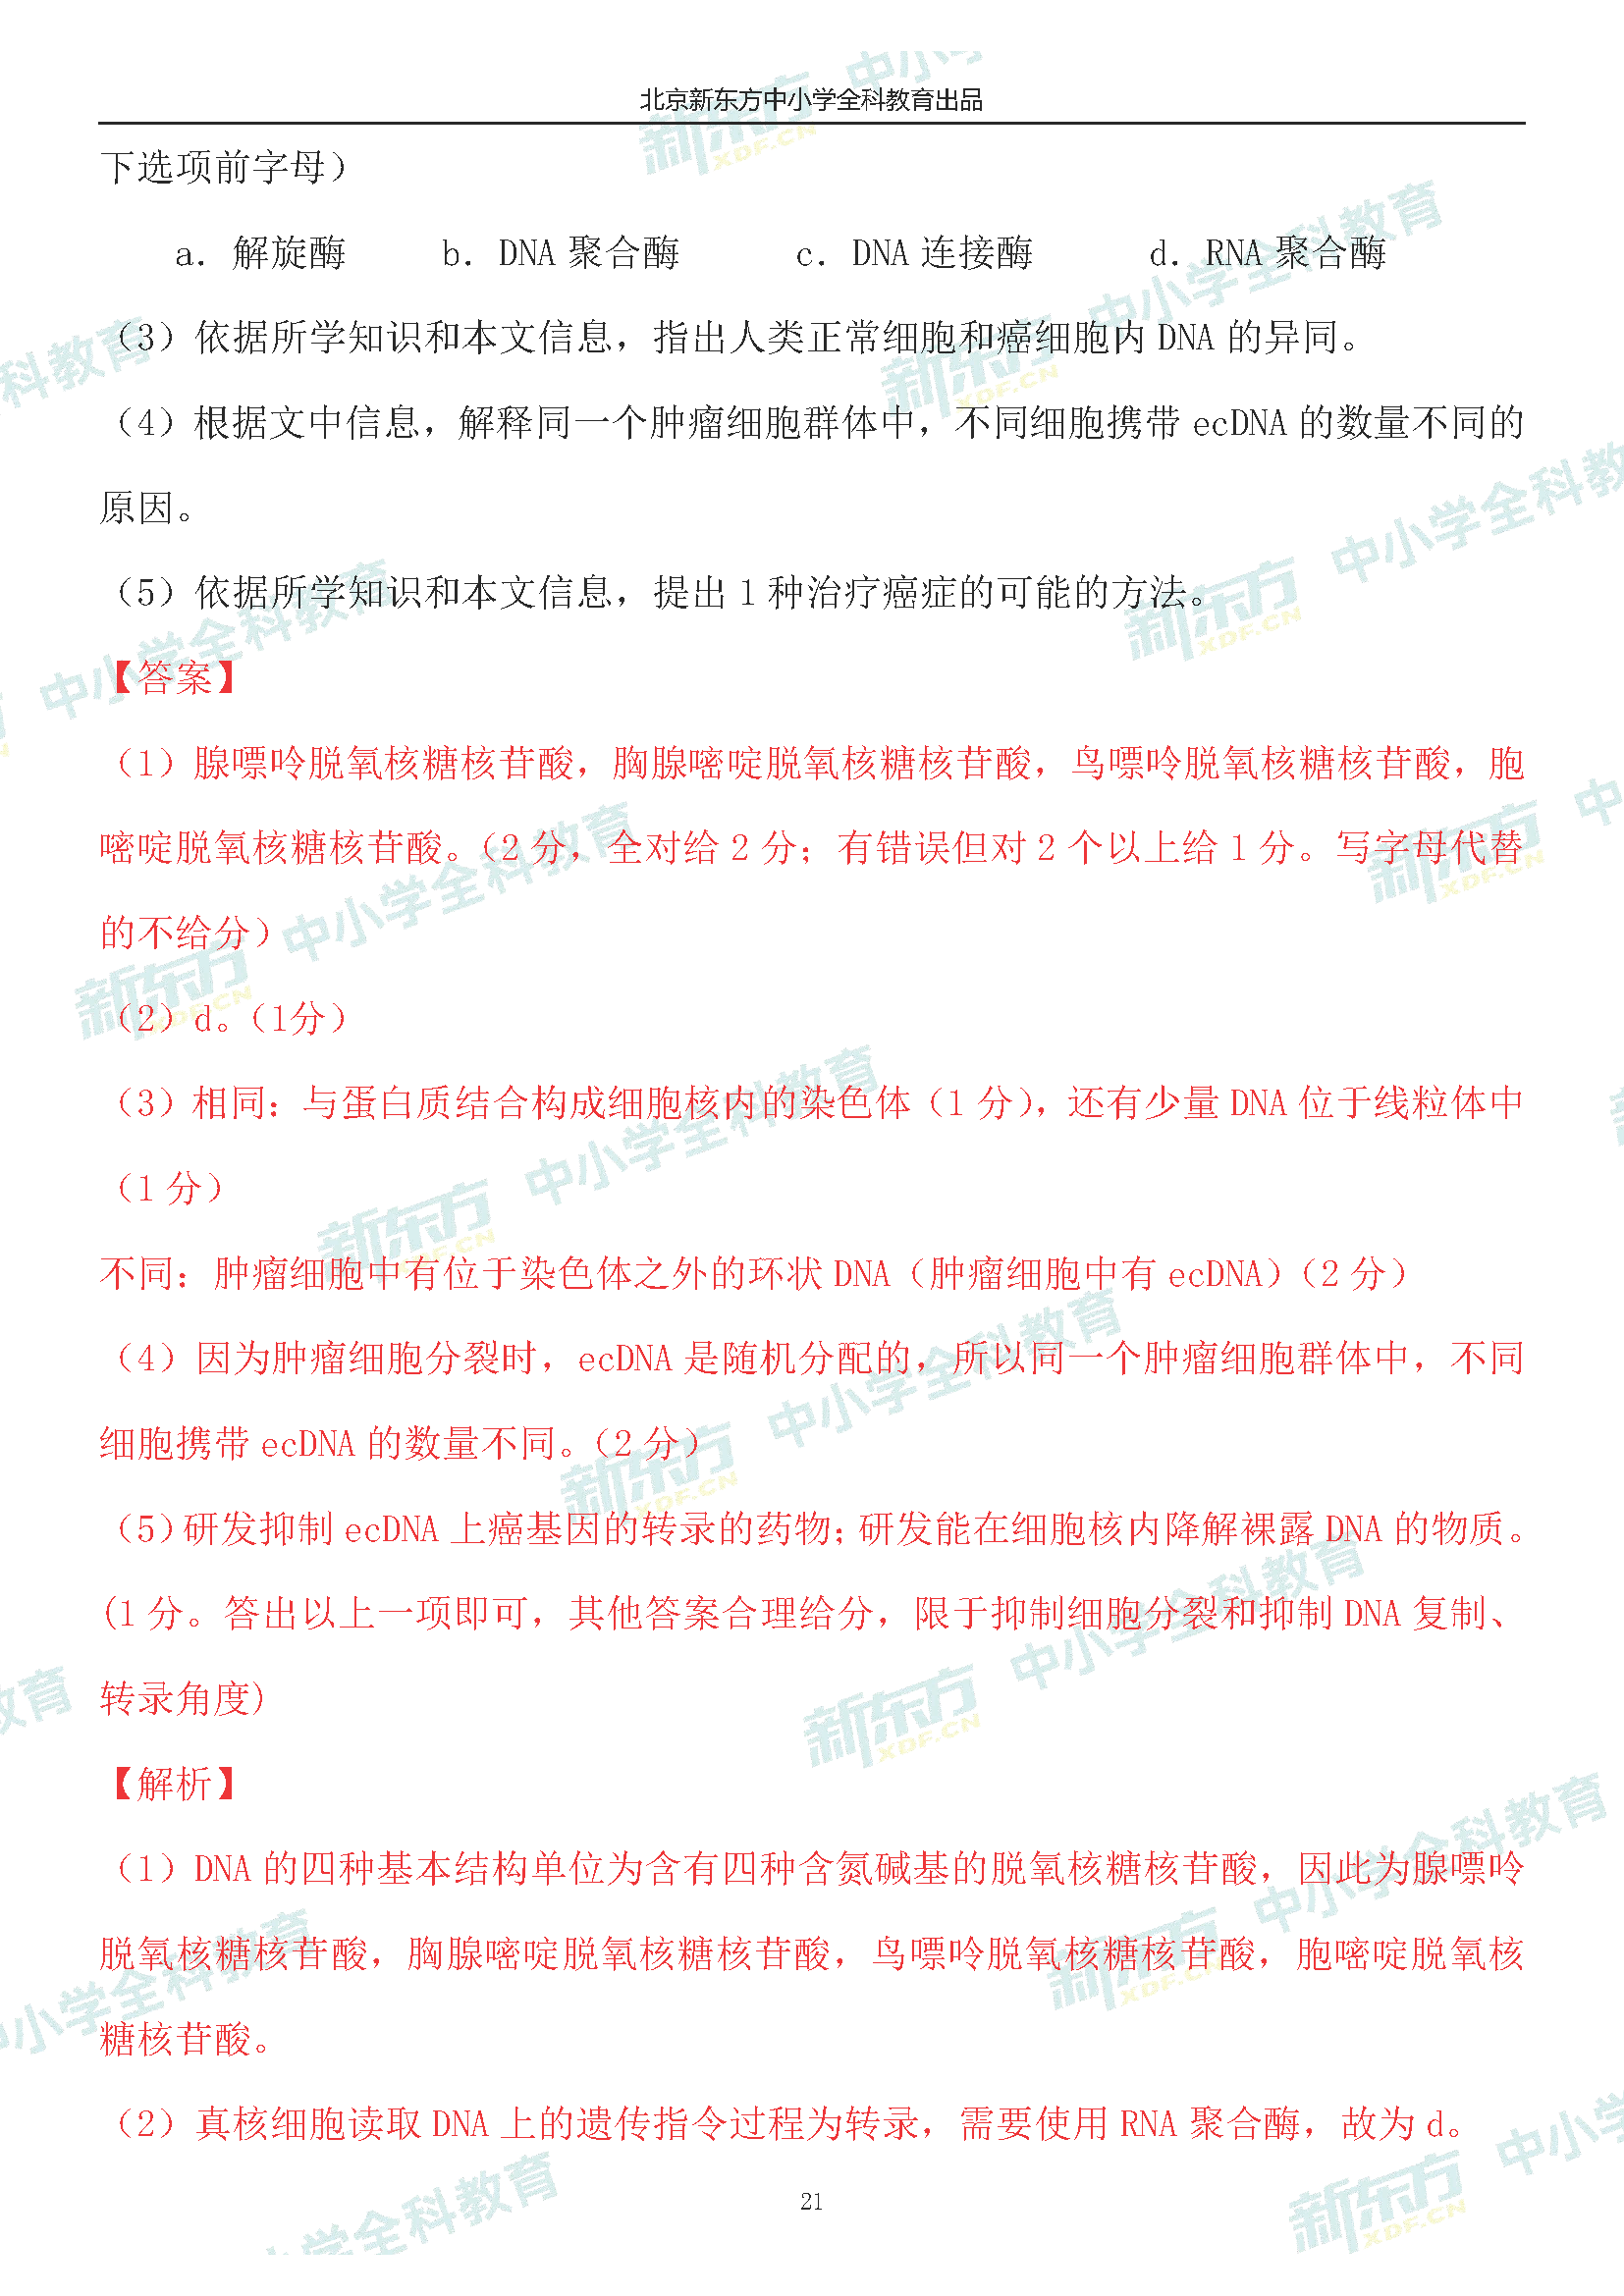 北京新东方中小学全科教育出品
下选项前字母）
a．解旋酶 b．DNA 聚合酶 c．DNA 连接酶 d．RNA 聚合酶
（3）依据所学知识和本文信息，指出人类正常细胞和癌细胞内 DNA 的异同。
（4）根据文中信息，解释同一个肿瘤细胞群体中，不同细胞携带 ecDNA 的数量不同的
原因。
（5）依据所学知识和本文信息，提出 1 种治疗癌症的可能的方法。
【答案】
（1）腺嘌呤脱氧核糖核苷酸，胸腺嘧啶脱氧核糖核苷酸，鸟嘌呤脱氧核糖核苷酸，胞
嘧啶脱氧核糖核苷酸。（2 分，全对给 2 分；有错误但对 2 个以上给 1 分。写字母代替
的不给分）
（2）d。（1分）
（3）相同：与蛋白质结合构成细胞核内的染色体（1 分），还有少量 DNA 位于线粒体中
（1 分）
不同：肿瘤细胞中有位于染色体之外的环状 DNA（肿瘤细胞中有 ecDNA）（2 分）
（4）因为肿瘤细胞分裂时，ecDNA 是随机分配的，所以同一个肿瘤细胞群体中，不同
细胞携带 ecDNA 的数量不同。（2 分）
（5）研发抑制 ecDNA 上癌基因的转录的药物；研发能在细胞核内降解裸露 DNA 的物质。
(1 分。答出以上一项即可，其他答案合理给分，限于抑制细胞分裂和抑制 DNA 复制、
转录角度)
【解析】
（1）DNA 的四种基本结构单位为含有四种含氮碱基的脱氧核糖核苷酸，因此为腺嘌呤
脱氧核糖核苷酸，胸腺嘧啶脱氧核糖核苷酸，鸟嘌呤脱氧核糖核苷酸，胞嘧啶脱氧核
糖核苷酸。
（2）真核细胞读取 DNA 上的遗传指令过程为转录，需要使用 RNA 聚合酶，故为 d。
21